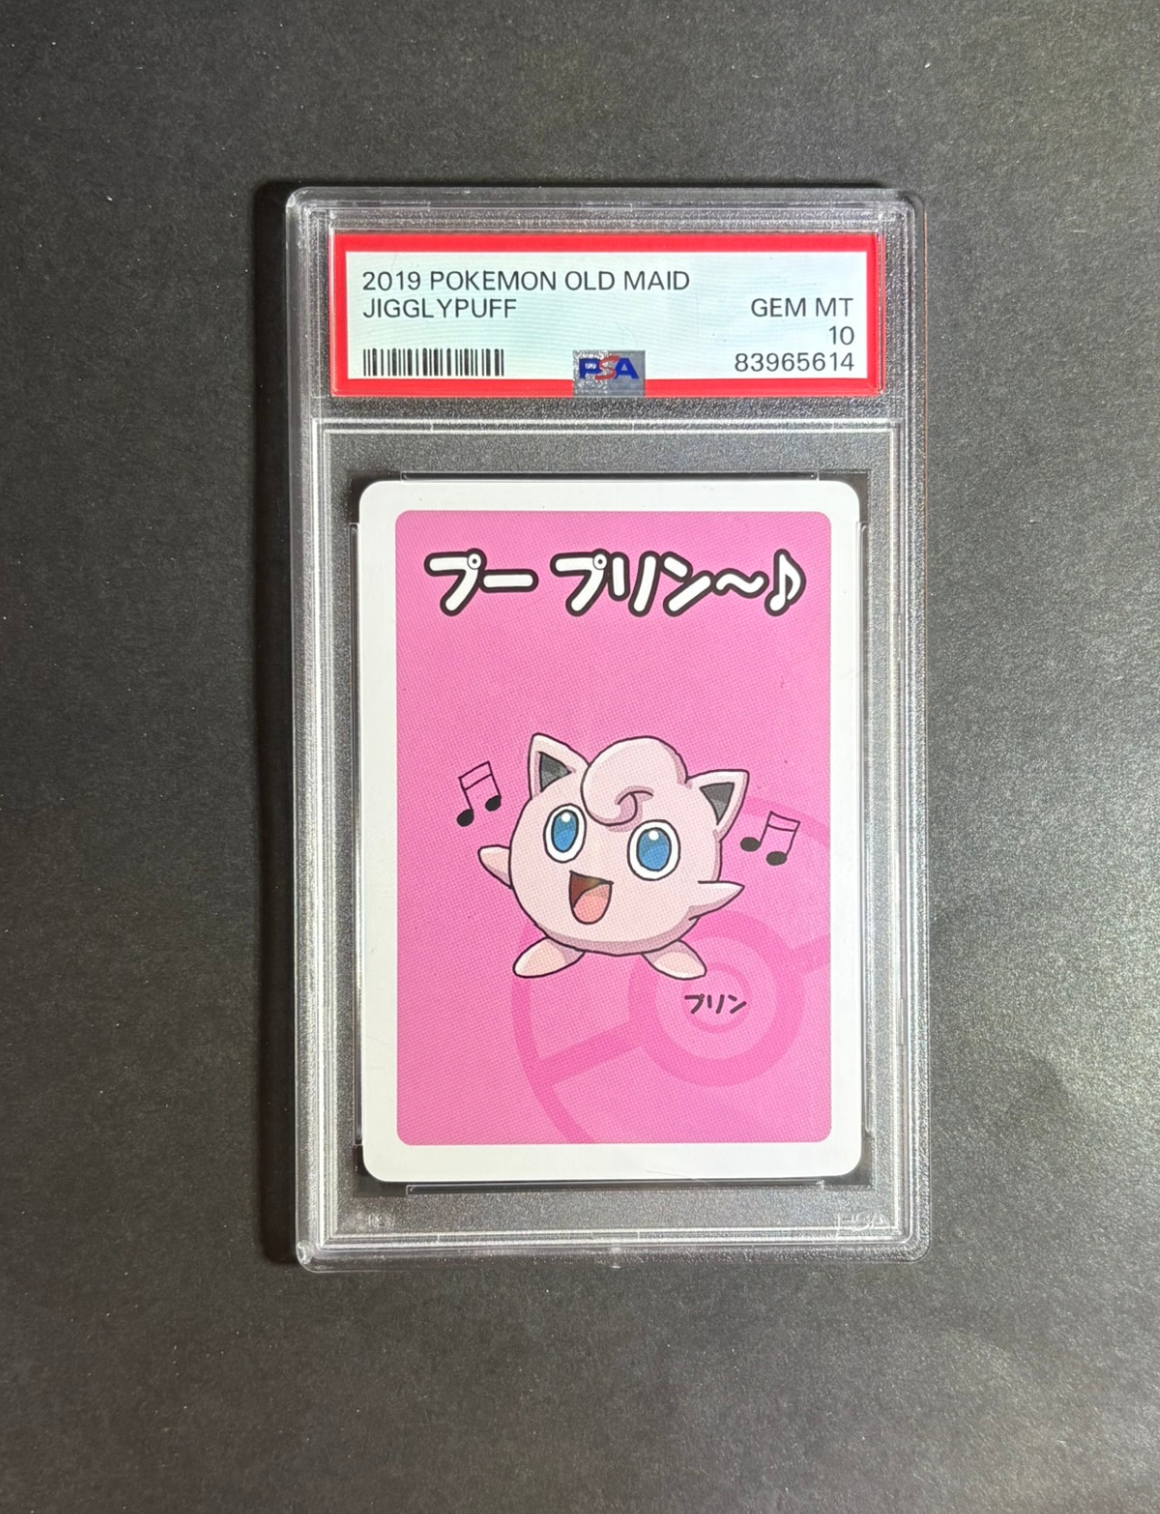 2019 POKEMON OLD MAID
JIGGLYPUFF
GEM MT
10
PSA
83965614
プー プリン～♪
プリン